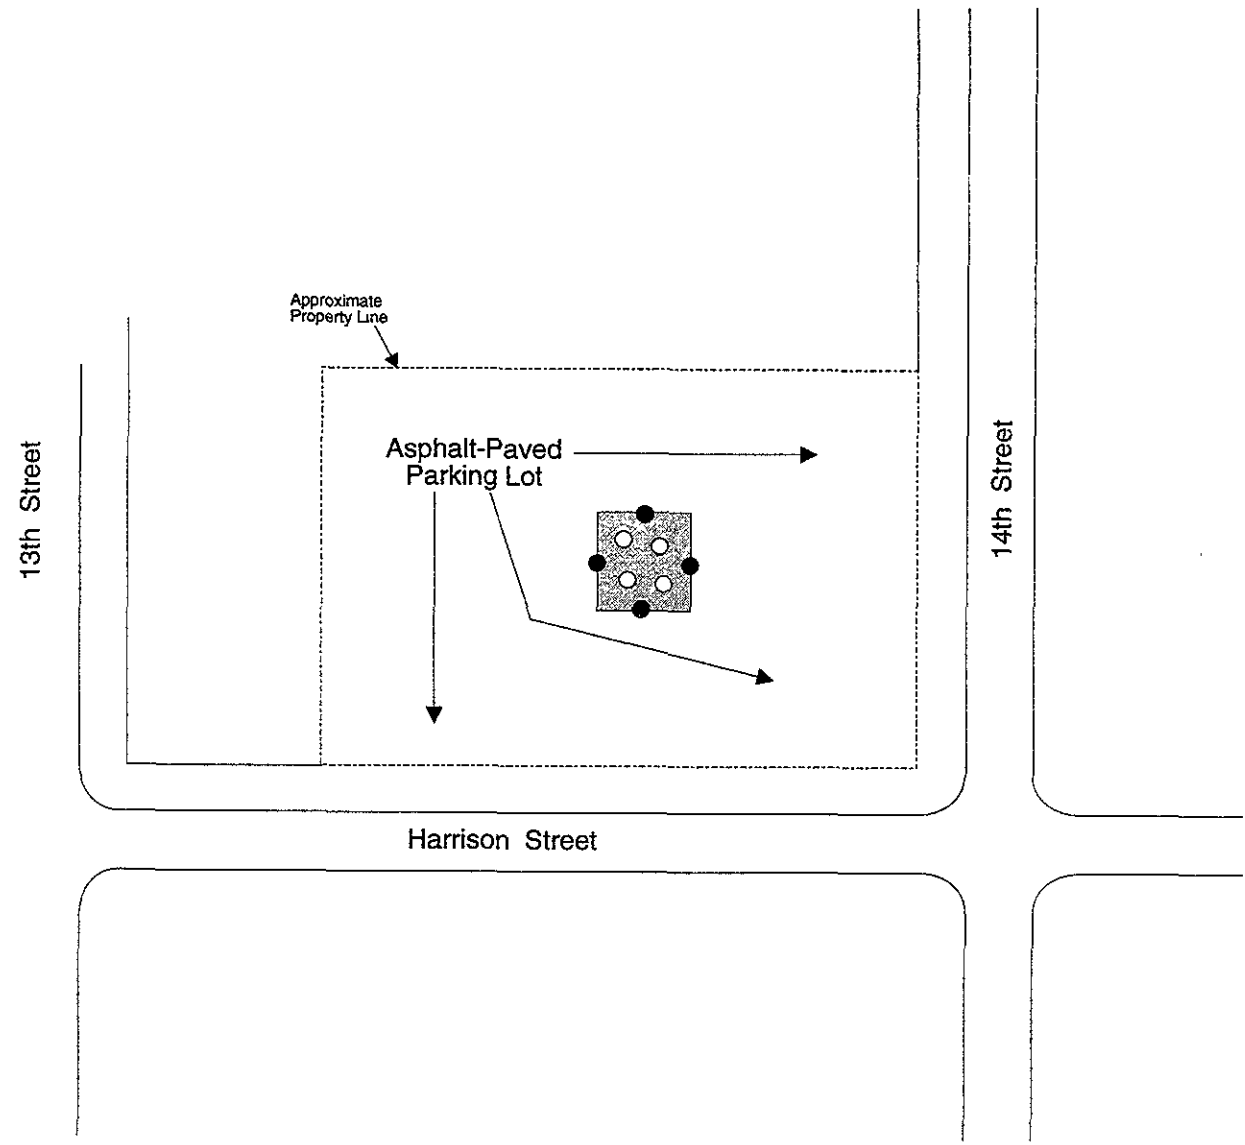 Approximate
Property Line
Asphalt-Paved
Parking Lot
13th Street
14th Street
Harrison Street